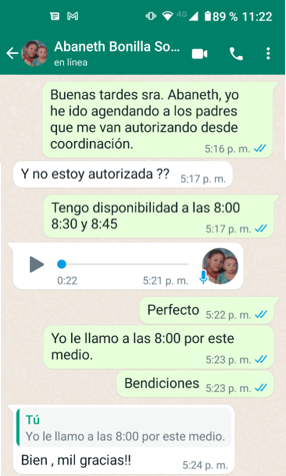 4G 89 % 11:22
Abaneth Bonilla So...
en línea
Buenas tardes sra. Abaneth, yo
he ido agendando a los padres
que me van autorizando desde
coordinación.
5:16 p. m.
Y no estoy autorizada ??
5:17 p. m.
Tengo disponibilidad a las 8:00
8:30 y 8:45
5:17 p. m.
0:22
5:21 p. m.
Perfecto
5:22 p. m.
Yo le llamo a las 8:00 por este
medio.
5:23 p. m.
Bendiciones
5:23 p. m.
Tú
Yo le llamo a las 8:00 por este medio.
Bien , mil gracias!!
5:24 p. m.